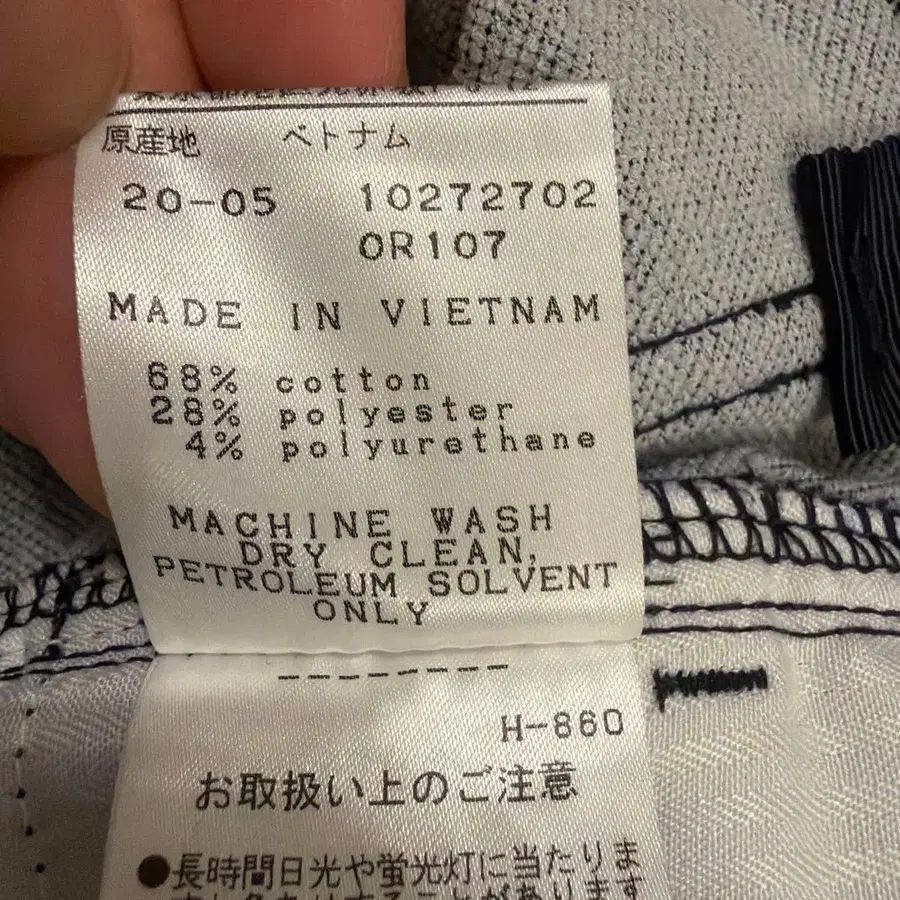 原産地 ベトナム
20-05 10272702
0R107
MADE IN VIETNAM
68% cotton
28% polyester
4% polyurethane
MACHINE WASH
DRY CLEAN,
PETROLEUM SOLVENT
ONLY
---------
H-860
お取扱い上のご注意
●長時間日光や蛍光灯に当たりま